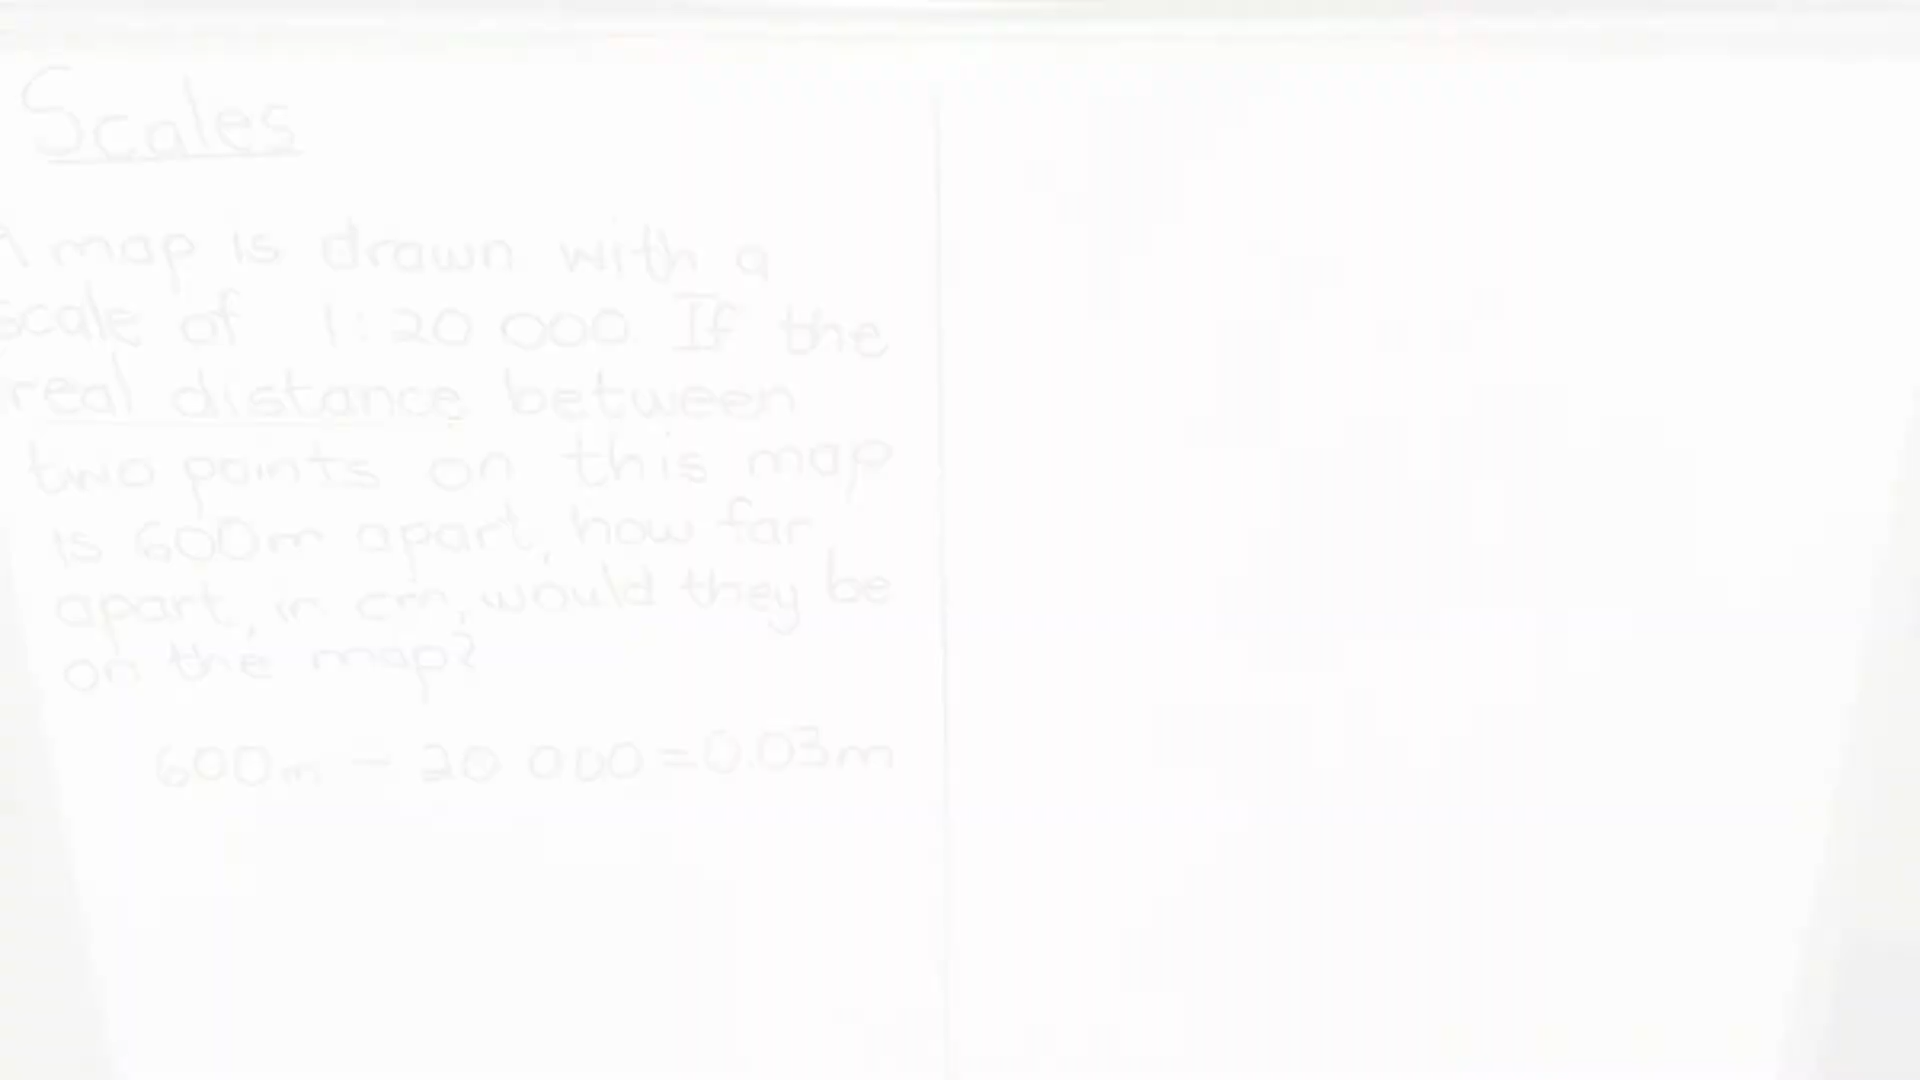 Scales
A map is drawn with a
scale of 1:20 000. If the
real distance between
two points on this map
is 600m apart, how far
apart, in cm, would they be
on the map?
600m ÷ 20 000 = 0.03m